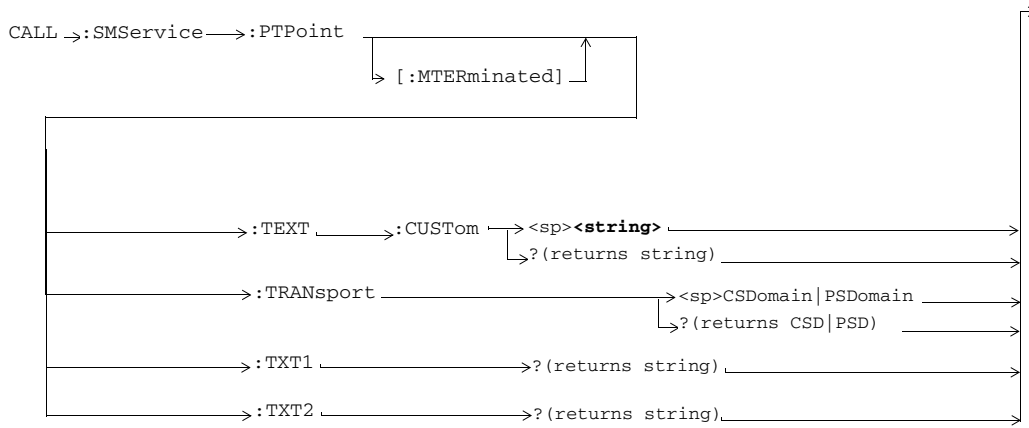 CALL :SMService :PTPoint
[:MTERminated]
:TEXT :CUSTom <sp><string>
?(returns string)
:TRANsport <sp>CSDomain|PSDomain
?(returns CSD|PSD)
:TXT1 ?(returns string)
:TXT2 ?(returns string)